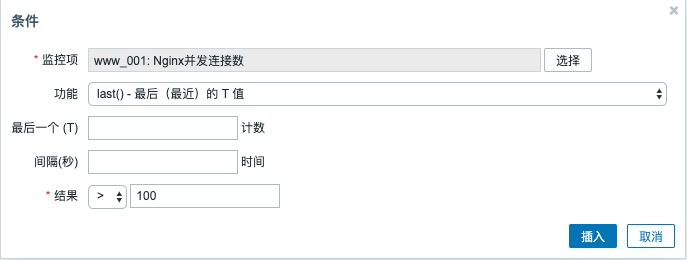 条件
* 监控项 www_001: Nginx并发连接数 选择
功能 last() - 最后（最近）的 T 值
最后一个 (T) 计数
间隔(秒) 时间
* 结果 > 100
插入 取消